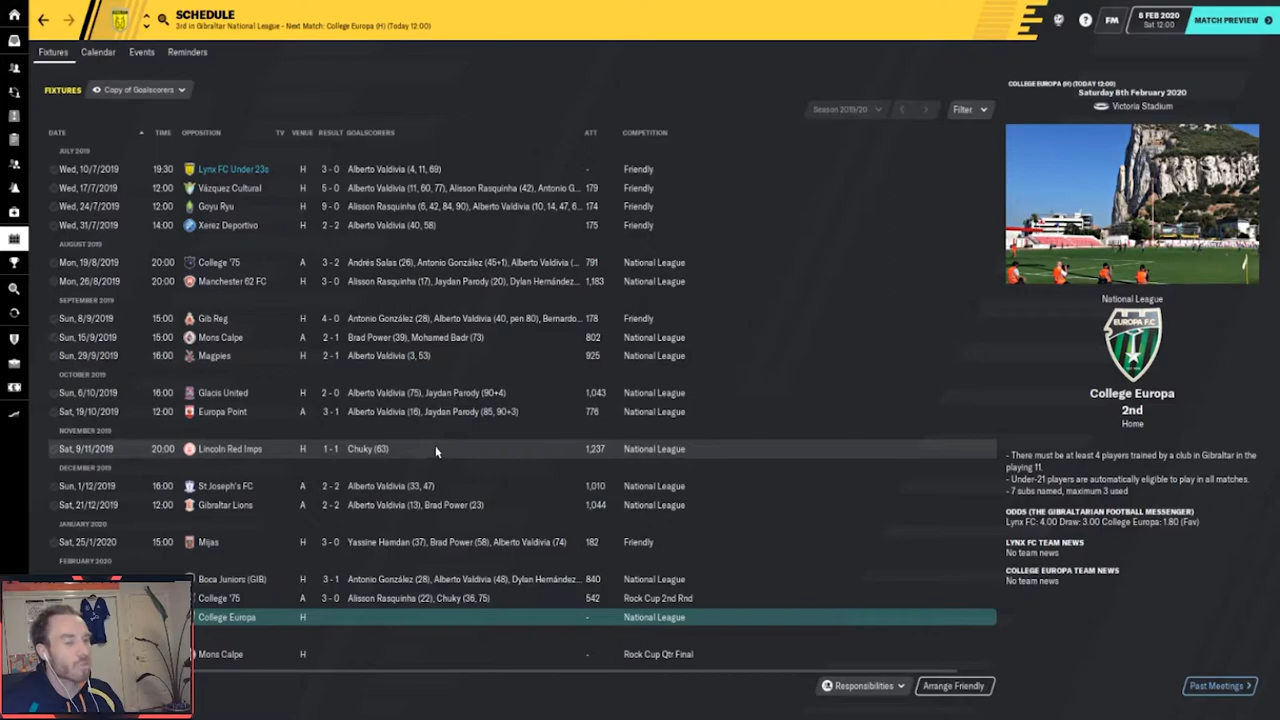 SCHEDULE
3rd in Gibraltar National League - Next Match: College Europa (H) (Today 12:00)
FM
8 FEB 2020
Sat 12:00
MATCH PREVIEW
Fixtures Calendar Events Reminders
FIXTURES Copy of Goalscorers
Season 2019/20 Filter
DATE TIME OPPOSITION TV VENUE RESULT GOALSCORERS ATT COMPETITION
JULY 2019
Wed, 10/7/2019 19:30 Lynx FC Under 23s H 3 - 0 Alberto Valdivia (4, 11, 69) - Friendly
Wed, 17/7/2019 12:00 Vázquez Cultural H 5 - 0 Alberto Valdivia (11, 60, 77), Alisson Rasquinha (42), Antonio G... 179 Friendly
Wed, 24/7/2019 12:00 Goyu Ryu H 9 - 0 Alisson Rasquinha (6, 42, 84, 90), Alberto Valdivia (10, 14, 47, 6... 174 Friendly
Wed, 31/7/2019 14:00 Xerez Deportivo H 2 - 2 Alberto Valdivia (40, 58) 175 Friendly
AUGUST 2019
Mon, 19/8/2019 20:00 College '75 A 3 - 2 Andrés Salas (26), Antonio González (45+1), Alberto Valdivia (... 791 National League
Mon, 26/8/2019 20:00 Manchester 62 FC H 3 - 0 Alisson Rasquinha (17), Jaydan Parody (20), Dylan Hernández... 1,183 National League
SEPTEMBER 2019
Sun, 8/9/2019 15:00 Gib Reg H 4 - 0 Antonio González (28), Alberto Valdivia (40, pen 80), Bernardo... 178 Friendly
Sun, 15/9/2019 15:00 Mons Calpe A 2 - 1 Brad Power (39), Mohamed Badr (73) 802 National League
Sun, 29/9/2019 16:00 Magpies H 2 - 1 Alberto Valdivia (3, 53) 925 National League
OCTOBER 2019
Sun, 6/10/2019 16:00 Glacis United H 2 - 0 Alberto Valdivia (75), Jaydan Parody (90+4) 1,043 National League
Sat, 19/10/2019 12:00 Europa Point A 3 - 1 Alberto Valdivia (16), Jaydan Parody (85, 90+3) 776 National League
NOVEMBER 2019
Sat, 9/11/2019 20:00 Lincoln Red Imps H 1 - 1 Chuky (63) 1,237 National League
DECEMBER 2019
Sun, 1/12/2019 16:00 St Joseph's FC A 2 - 2 Alberto Valdivia (33, 47) 1,010 National League
Sat, 21/12/2019 12:00 Gibraltar Lions A 2 - 2 Alberto Valdivia (13), Brad Power (23) 1,044 National League
JANUARY 2020
Sat, 25/1/2020 15:00 Mijas H 3 - 0 Yassine Hamdan (37), Brad Power (58), Alberto Valdivia (74) 182 Friendly
FEBRUARY 2020
Boca Juniors (GIB) H 3 - 1 Antonio González (28), Alberto Valdivia (48), Dylan Hernández... 840 National League
College '75 A 3 - 0 Alisson Rasquinha (22), Chuky (36, 75) 542 Rock Cup 2nd Rnd
College Europa H - National League
Mons Calpe H - Rock Cup Qtr Final
Responsibilities Arrange Friendly
COLLEGE EUROPA (H) (TODAY 12:00)
Saturday 8th February 2020
Victoria Stadium
National League
EUROPA F.C.
College Europa
2nd
Home
- There must be at least 4 players trained by a club in Gibraltar in the
playing 11.
- Under-21 players are automatically eligible to play in all matches.
- 7 subs named, maximum 3 used
ODDS (THE GIBRALTARIAN FOOTBALL MESSENGER)
Lynx FC: 4.00 Draw: 3.00 College Europa: 1.80 (Fav)
LYNX FC TEAM NEWS
No team news
COLLEGE EUROPA TEAM NEWS
No team news
Past Meetings